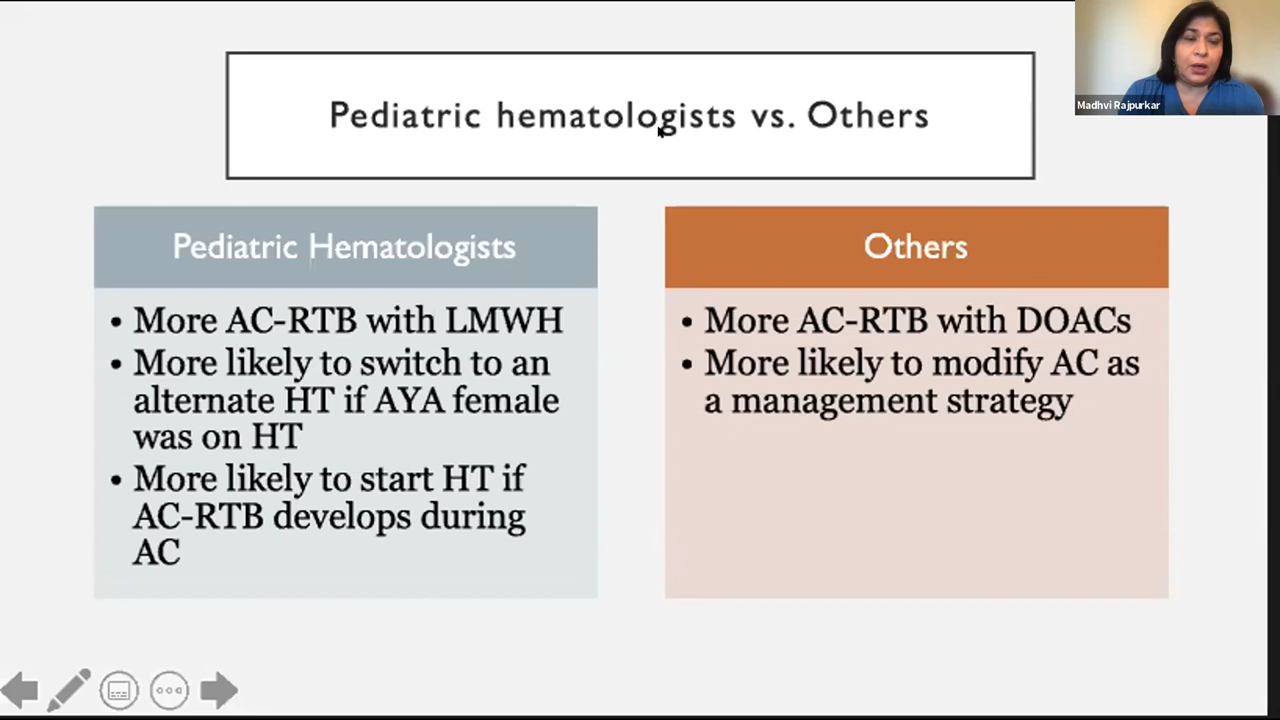 Madhvi Rajpurkar
Pediatric hematologists vs. Others
Pediatric Hematologists
• More AC-RTB with LMWH
• More likely to switch to an
alternate HT if AYA female
was on HT
• More likely to start HT if
AC-RTB develops during
AC
Others
• More AC-RTB with DOACs
• More likely to modify AC as
a management strategy